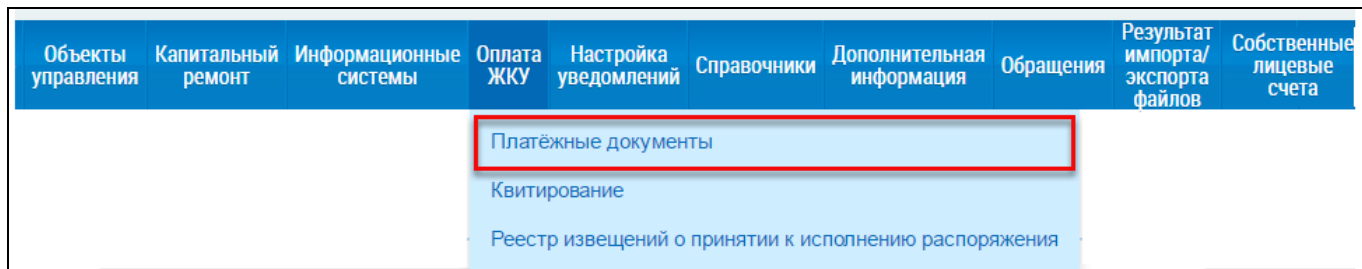 Объекты
управления
Капитальный
ремонт
Информационные
системы
Оплата
ЖКУ
Настройка
уведомлений
Справочники
Дополнительная
информация
Обращения
Результат
импорта/
экспорта
файлов
Собственные
лицевые
счета
Платёжные документы
Квитирование
Реестр извещений о принятии к исполнению распоряжения